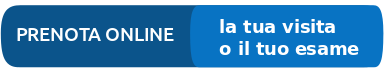 PRENOTA ONLINE
la tua visita
o il tuo esame